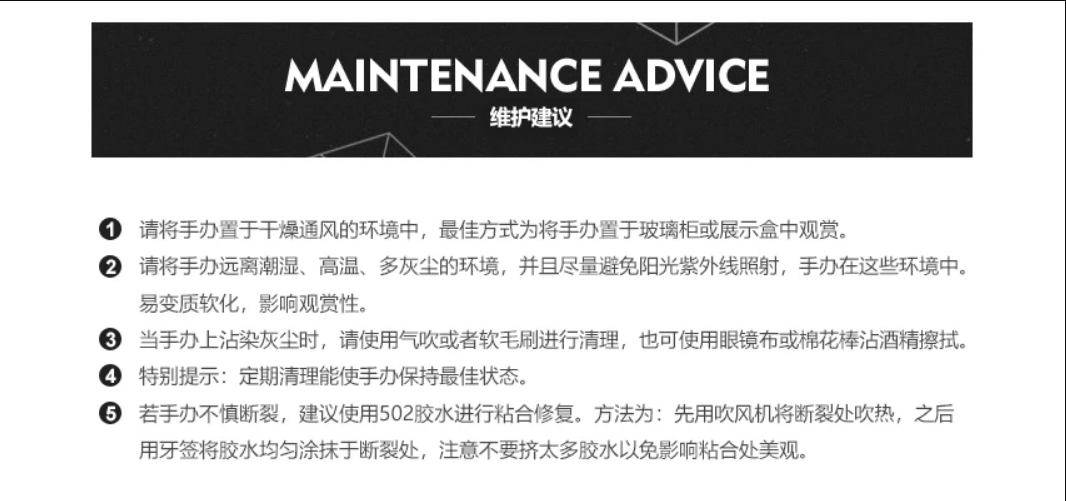 MAINTENANCE ADVICE
维护建议
1 请将手办置于干燥通风的环境中，最佳方式为将手办置于玻璃柜或展示盒中观赏。
2 请将手办远离潮湿、高温、多灰尘的环境，并且尽量避免阳光紫外线照射，手办在这些环境中。
易变质软化，影响观赏性。
3 当手办上沾染灰尘时，请使用气吹或者软毛刷进行清理，也可使用眼镜布或棉花棒沾酒精擦拭。
4 特别提示：定期清理能使手办保持最佳状态。
5 若手办不慎断裂，建议使用502胶水进行粘合修复。方法为：先用吹风机将断裂处吹热，之后
用牙签将胶水均匀涂抹于断裂处，注意不要挤太多胶水以免影响粘合处美观。